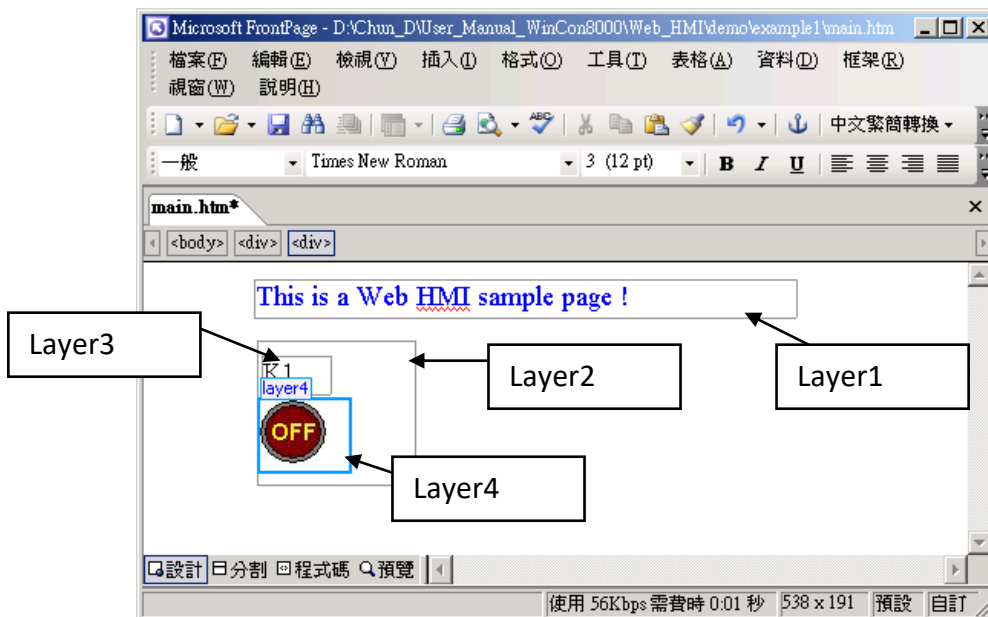 Microsoft FrontPage - D:\Chun_D\User_Manual_WinCon8000\Web_HMI\demo\example1\main.htm
檔案(F) 編輯(E) 檢視(V) 插入(I) 格式(O) 工具(T) 表格(A) 資料(D) 框架(R)
視窗(W) 說明(H)
ABC 中文繁簡轉換
一般 Times New Roman 3 (12 pt) B I U
main.htm*
<body> <div> <div>
This is a Web HMI sample page !
Layer3
Layer2
Layer1
K1
layer4
OFF
Layer4
設計 分割 程式碼 預覽
使用 56Kbps 需費時 0:01 秒 538 x 191 預設 自訂